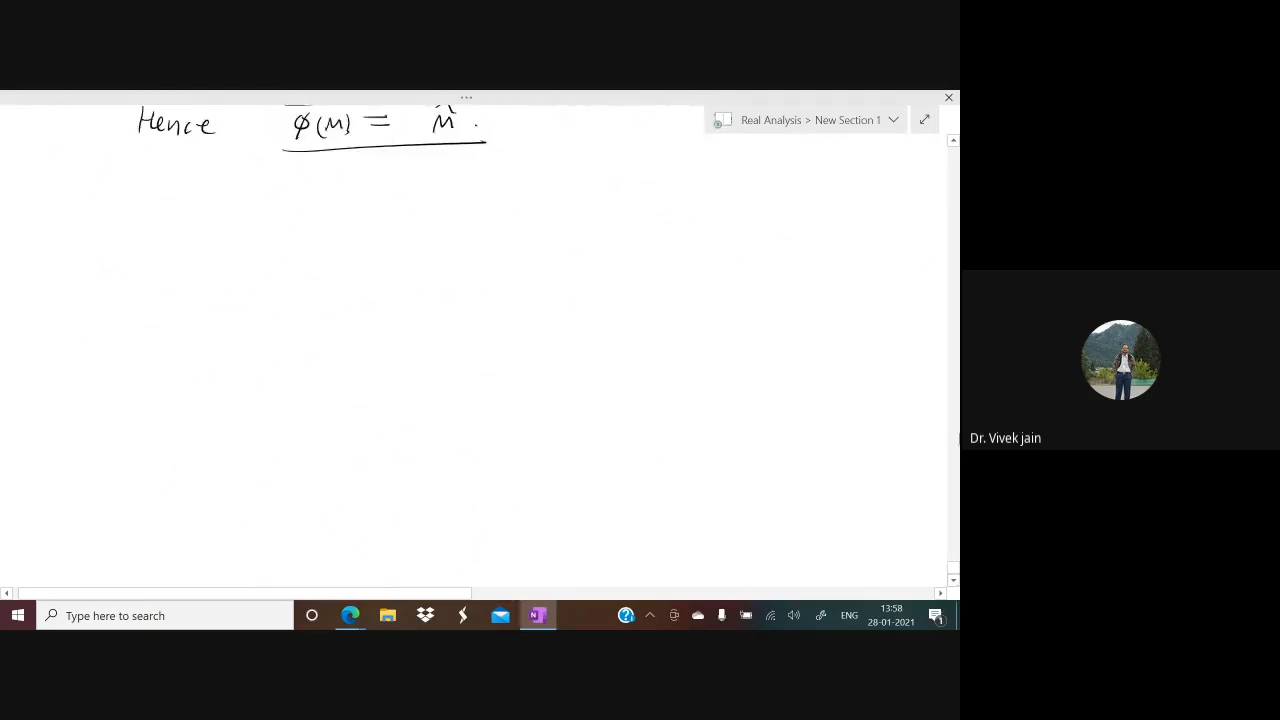 Hence φ̅(M) = M̂ .
Real Analysis > New Section 1
Dr. Vivek jain
Type here to search
ENG
13:58
28-01-2021
1